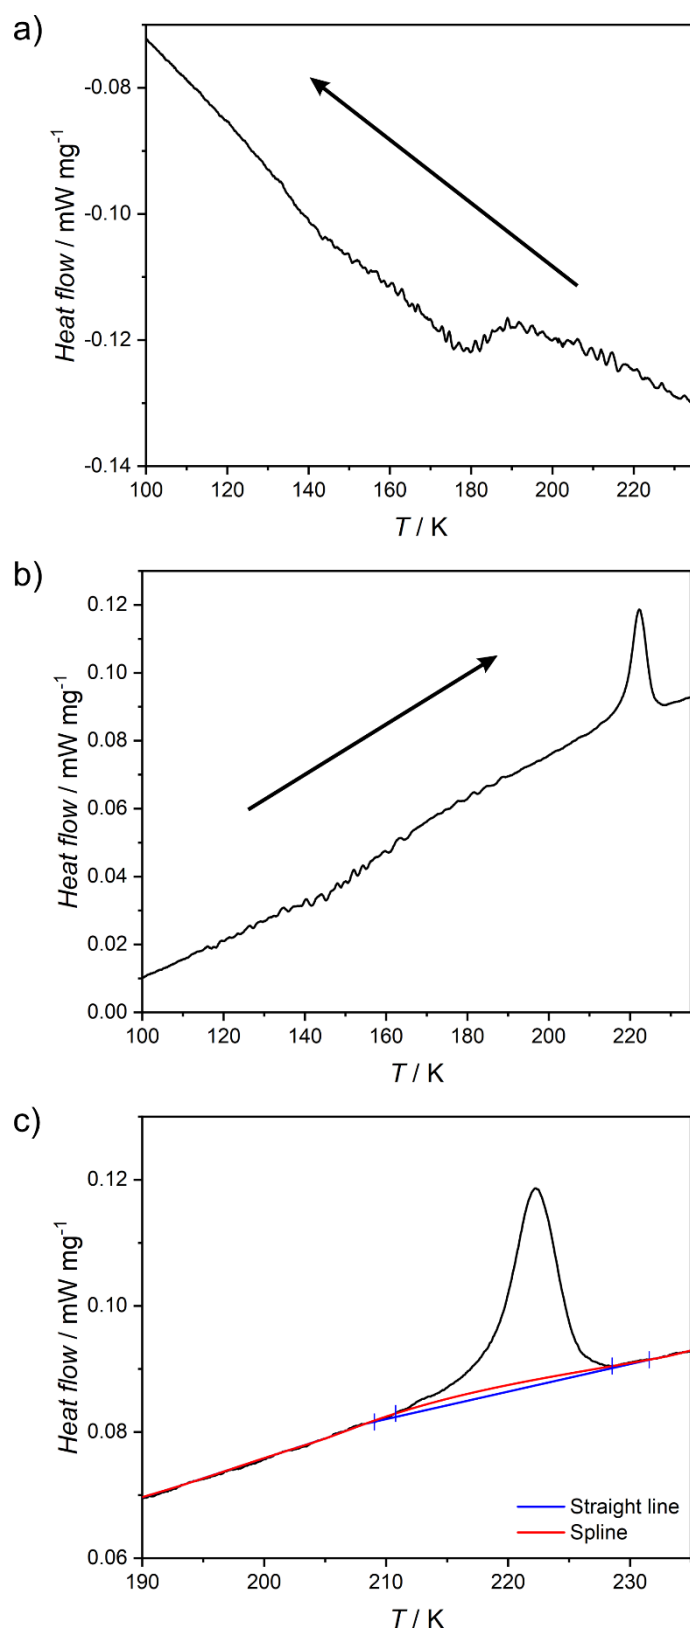 a)
-0.08
-0.10
-0.12
-0.14
Heat flow / mW mg⁻¹
100 120 140 160 180 200 220
T / K
b)
0.12
0.10
0.08
0.06
0.04
0.02
0.00
Heat flow / mW mg⁻¹
100 120 140 160 180 200 220
T / K
c)
0.12
0.10
0.08
0.06
Heat flow / mW mg⁻¹
Straight line
Spline
190 200 210 220 230
T / K